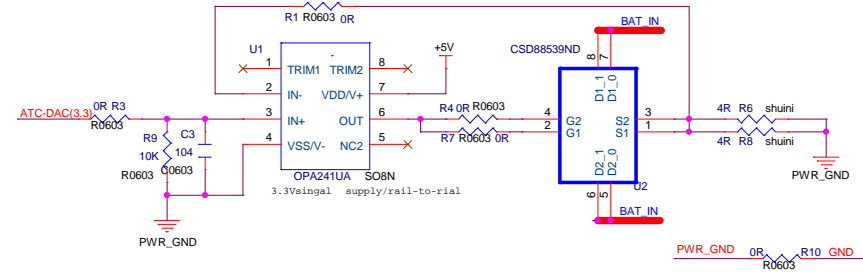 R1 R0603 0R
BAT_IN
U1
+5V
CSD88539ND
8 7
D1_1 D1_0
1 TRIM1 TRIM2 8
2 IN- VDD/V+ 7
ATC-DAC(3.3) 0R R3 R0603
3 IN+ OUT 6
R4 0R R0603
4 G2 S2 3
4R R6 shuini
2 G1 S1 1
R7 R0603 0R
4R R8 shuini
R9 10K R0603
C3 104 C0603
4 VSS/V- NC2 5
D2_1 D2_0
6 5
OPA241UA SO8N
U2
PWR_GND
3.3Vsingal supply/rail-to-rial
BAT_IN
PWR_GND
PWR_GND 0R R10 GND
R0603